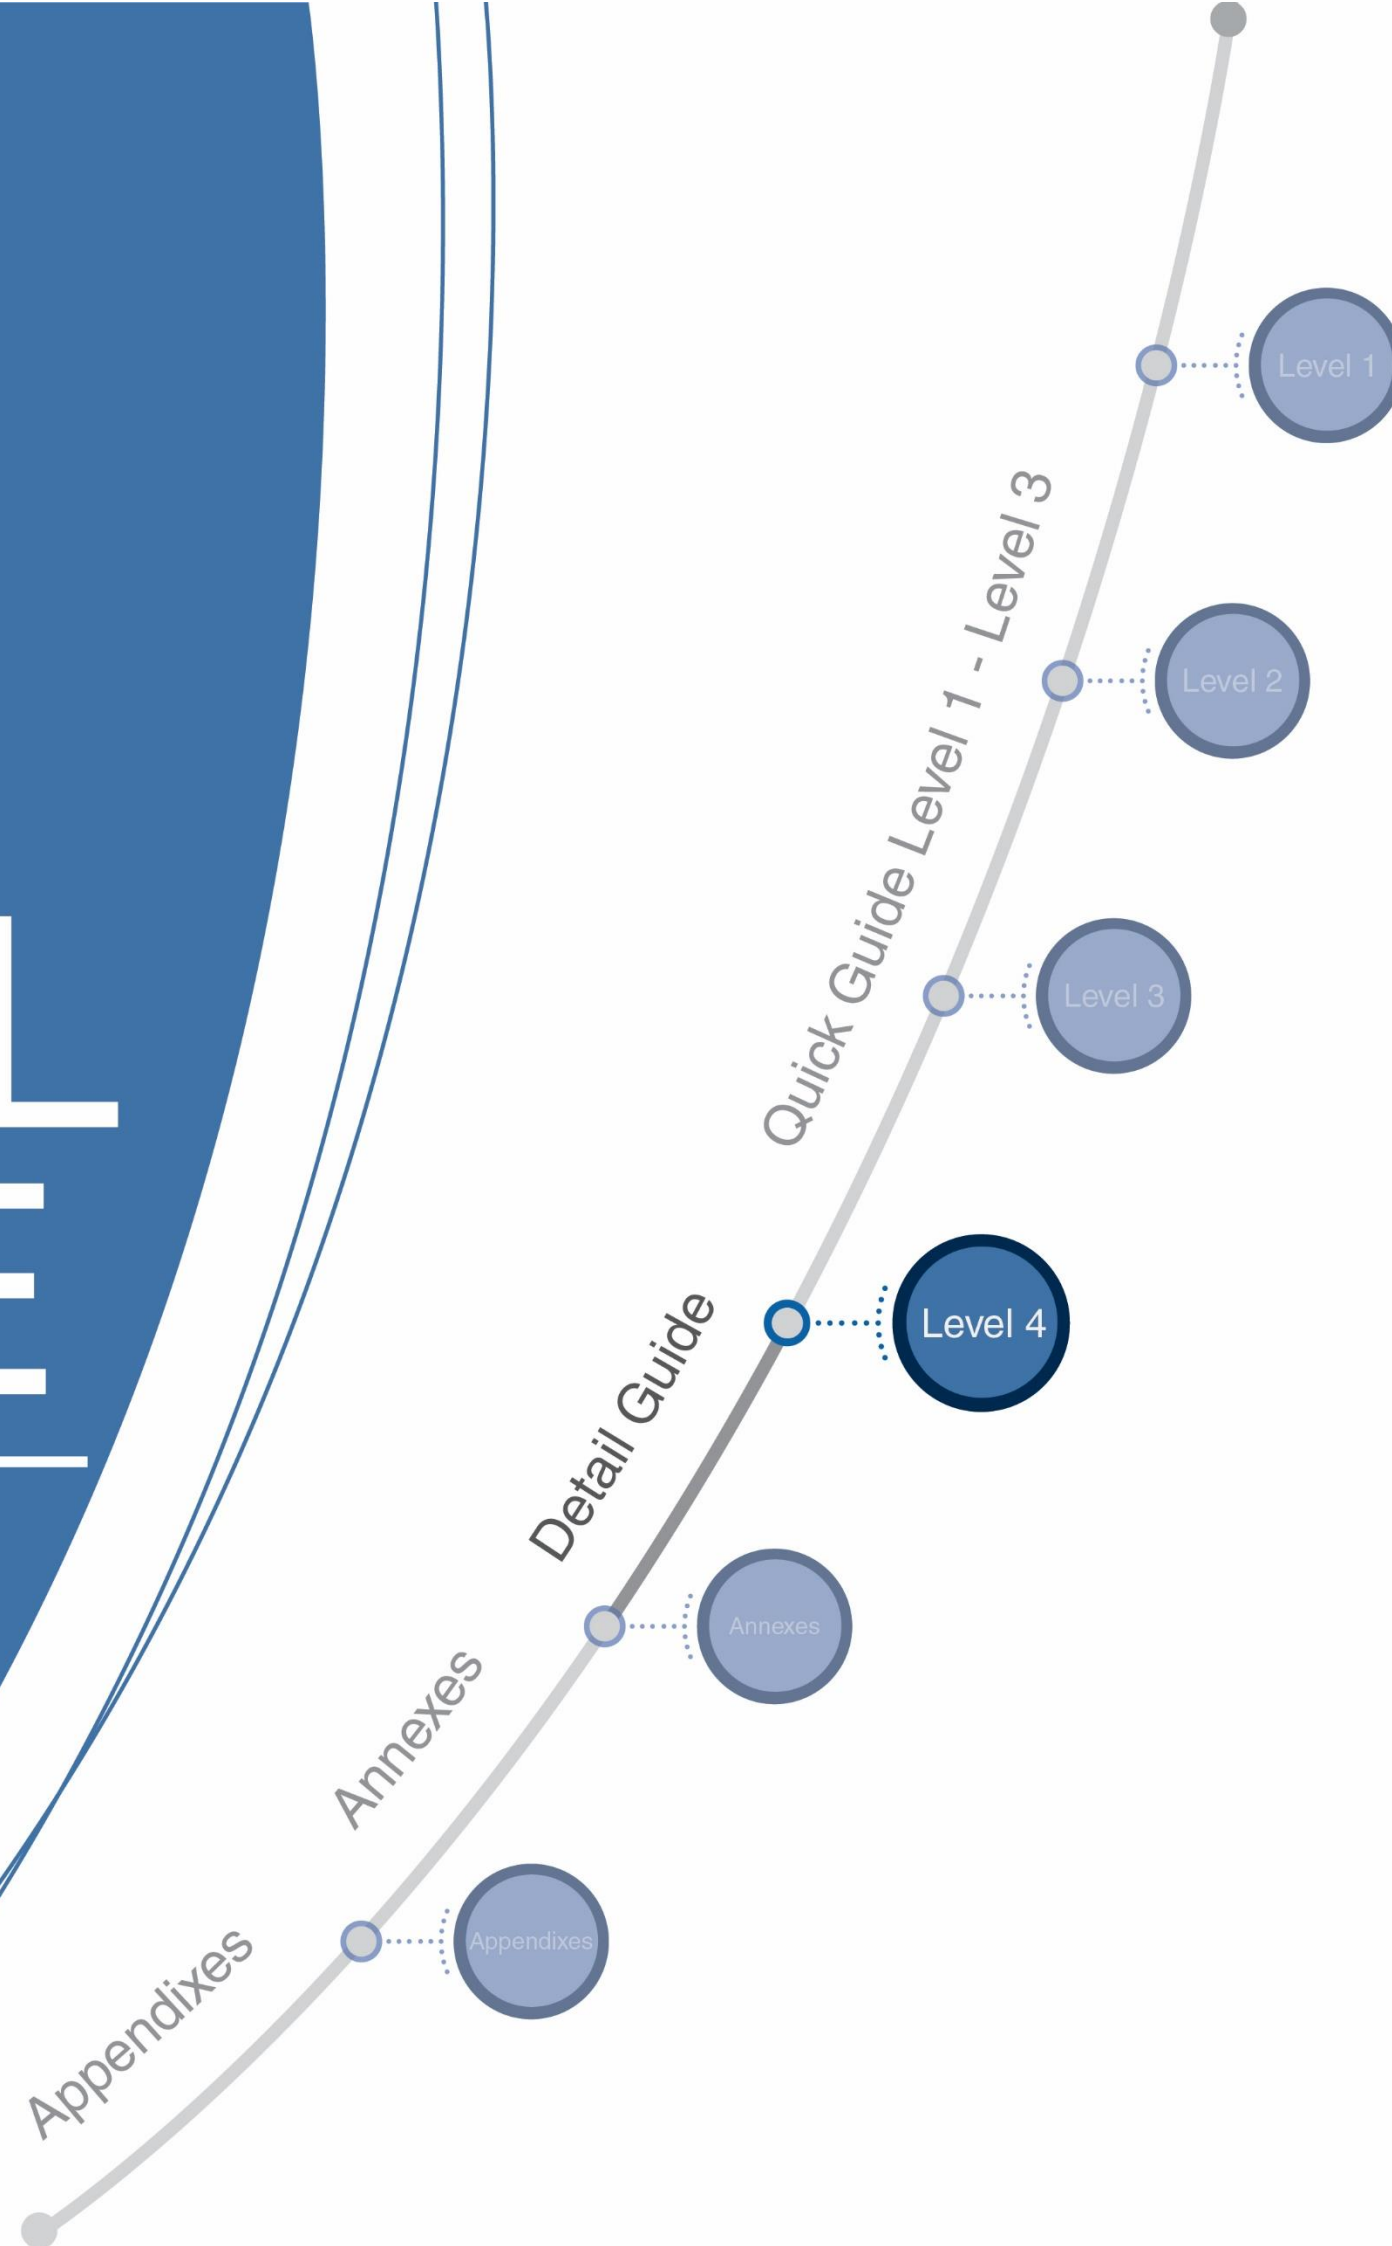 Level 1
Quick Guide Level 1 - Level 3
Level 2
Level 3
Detail Guide
Level 4
Annexes
Annexes
Appendixes
Appendixes